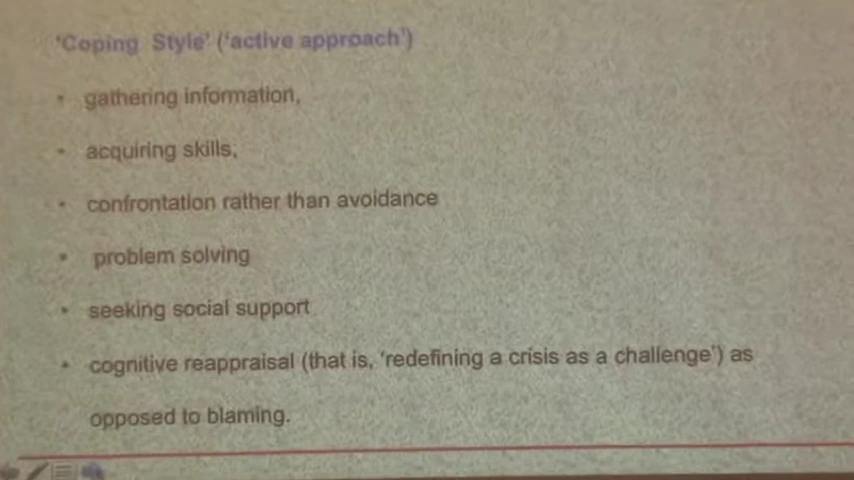 'Coping Style' ('active approach')
• gathering information,
• acquiring skills,
• confrontation rather than avoidance
• problem solving
• seeking social support
• cognitive reappraisal (that is, 'redefining a crisis as a challenge') as
opposed to blaming.